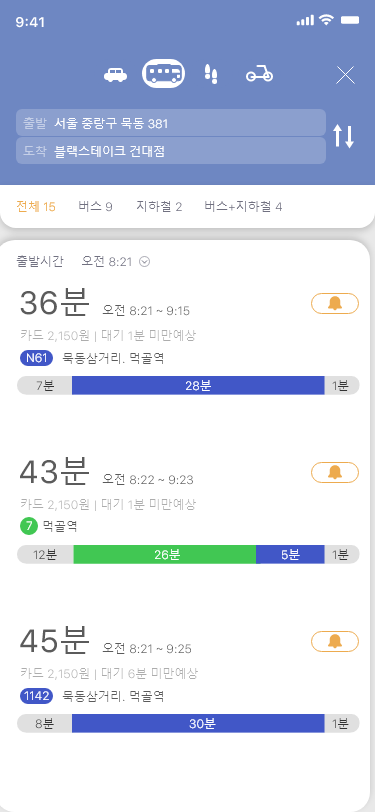 9:41
출발 서울 중랑구 묵동 381
도착 블랙스테이크 건대점
전체 15 버스 9 지하철 2 버스+지하철 4
출발시간 오전 8:21
36분 오전 8:21 ~ 9:15
카드 2,150원 | 대기 1분 미만예상
N61 묵동삼거리. 먹골역
7분 28분 1분
43분 오전 8:22 ~ 9:23
카드 2,150원 | 대기 1분 미만예상
7 먹골역
12분 26분 5분 1분
45분 오전 8:21 ~ 9:25
카드 2,150원 | 대기 6분 미만예상
1142 묵동삼거리. 먹골역
8분 30분 1분